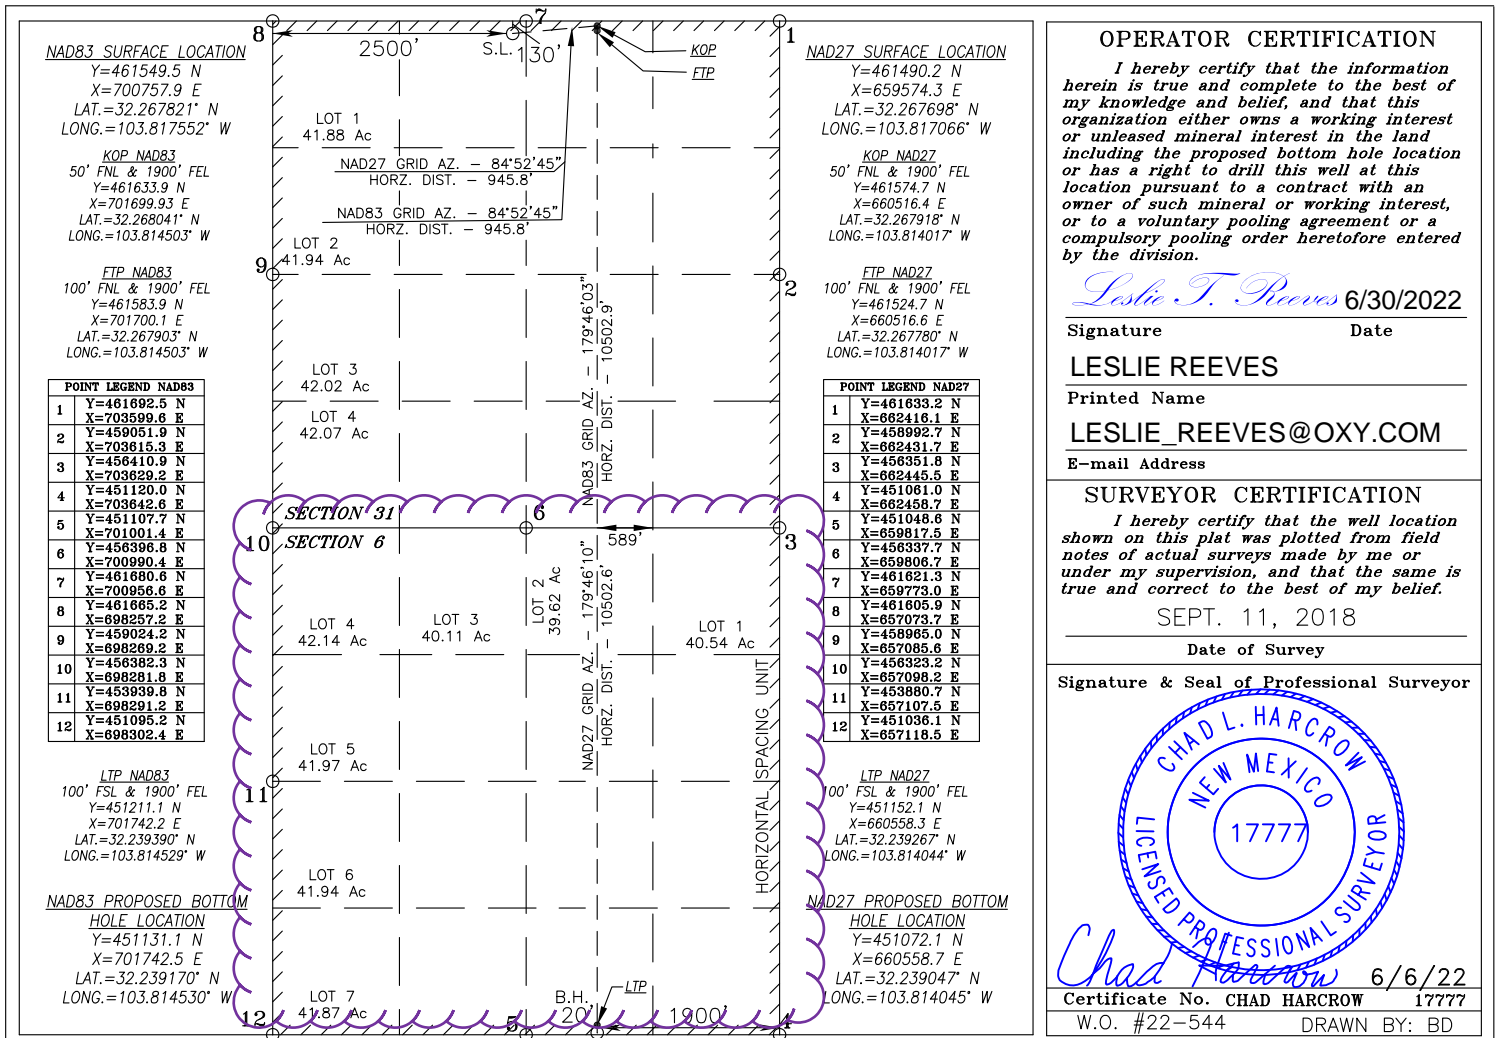 8
7
1
2500'
S.L.
130'
KOP
FTP
NAD83 SURFACE LOCATION
Y=461549.5 N
X=700757.9 E
LAT.=32.267821° N
LONG.=103.817552° W
KOP NAD83
50' FNL & 1900' FEL
Y=461633.9 N
X=701699.93 E
LAT.=32.268041° N
LONG.=103.814503° W
FTP NAD83
100' FNL & 1900' FEL
Y=461583.9 N
X=701700.1 E
LAT.=32.267903° N
LONG.=103.814503° W
POINT LEGEND NAD83
1 Y=461692.5 N
X=703599.6 E
2 Y=459051.9 N
X=703615.3 E
3 Y=456410.9 N
X=703629.2 E
4 Y=451120.0 N
X=703642.6 E
5 Y=451107.7 N
X=701001.4 E
6 Y=456396.8 N
X=700990.4 E
7 Y=461680.6 N
X=700956.6 E
8 Y=461665.2 N
X=698257.2 E
9 Y=459024.2 N
X=698269.2 E
10 Y=456382.3 N
X=698281.8 E
11 Y=453939.8 N
X=698291.2 E
12 Y=451095.2 N
X=698302.4 E
LTP NAD83
100' FSL & 1900' FEL
Y=451211.1 N
X=701742.2 E
LAT.=32.239390° N
LONG.=103.814529° W
NAD83 PROPOSED BOTTOM
HOLE LOCATION
Y=451131.1 N
X=701742.5 E
LAT.=32.239170° N
LONG.=103.814530° W
LOT 1
41.88 Ac
NAD27 GRID AZ. – 84°52'45"
HORZ. DIST. – 945.8'
NAD83 GRID AZ. – 84°52'45"
HORZ. DIST. – 945.8'
LOT 2
41.94 Ac
9
2
NAD83 GRID AZ. – 179°46'03"
HORZ. DIST. – 10502.9'
LOT 3
42.02 Ac
LOT 4
42.07 Ac
SECTION 31
6
10
SECTION 6
589'
3
LOT 4
42.14 Ac
LOT 3
40.11 Ac
LOT 2
39.62 Ac
NAD27 GRID AZ. – 179°46'10"
HORZ. DIST. – 10502.6'
LOT 1
40.54 Ac
HORIZONTAL SPACING UNIT
LOT 5
41.97 Ac
11
LOT 6
41.94 Ac
LOT 7
41.87 Ac
B.H.
20'
LTP
1900'
12
5
4
NAD27 SURFACE LOCATION
Y=461490.2 N
X=659574.3 E
LAT.=32.267698° N
LONG.=103.817066° W
KOP NAD27
50' FNL & 1900' FEL
Y=461574.7 N
X=660516.4 E
LAT.=32.267918° N
LONG.=103.814017° W
FTP NAD27
100' FNL & 1900' FEL
Y=461524.7 N
X=660516.6 E
LAT.=32.267780° N
LONG.=103.814017° W
POINT LEGEND NAD27
1 Y=461633.2 N
X=662416.1 E
2 Y=458992.7 N
X=662431.7 E
3 Y=456351.8 N
X=662445.5 E
4 Y=451061.0 N
X=662458.7 E
5 Y=451048.6 N
X=659817.5 E
6 Y=456337.7 N
X=659806.7 E
7 Y=461621.3 N
X=659773.0 E
8 Y=461605.9 N
X=657073.7 E
9 Y=458965.0 N
X=657085.6 E
10 Y=456323.2 N
X=657098.2 E
11 Y=453880.7 N
X=657107.5 E
12 Y=451036.1 N
X=657118.5 E
LTP NAD27
100' FSL & 1900' FEL
Y=451152.1 N
X=660558.3 E
LAT.=32.239267° N
LONG.=103.814044° W
NAD27 PROPOSED BOTTOM
HOLE LOCATION
Y=451072.1 N
X=660558.7 E
LAT.=32.239047° N
LONG.=103.814045° W
OPERATOR CERTIFICATION
I hereby certify that the information
herein is true and complete to the best of
my knowledge and belief, and that this
organization either owns a working interest
or unleased mineral interest in the land
including the proposed bottom hole location
or has a right to drill this well at this
location pursuant to a contract with an
owner of such mineral or working interest,
or to a voluntary pooling agreement or a
compulsory pooling order heretofore entered
by the division.
Leslie T. Reeves 6/30/2022
Signature Date
LESLIE REEVES
Printed Name
LESLIE_REEVES@OXY.COM
E-mail Address
SURVEYOR CERTIFICATION
I hereby certify that the well location
shown on this plat was plotted from field
notes of actual surveys made by me or
under my supervision, and that the same is
true and correct to the best of my belief.
SEPT. 11, 2018
Date of Survey
Signature & Seal of Professional Surveyor
CHAD L. HARCROW
NEW MEXICO
17777
LICENSED PROFESSIONAL SURVEYOR
Chad Harcrow 6/6/22
Certificate No. CHAD HARCROW 17777
W.O. #22-544 DRAWN BY: BD